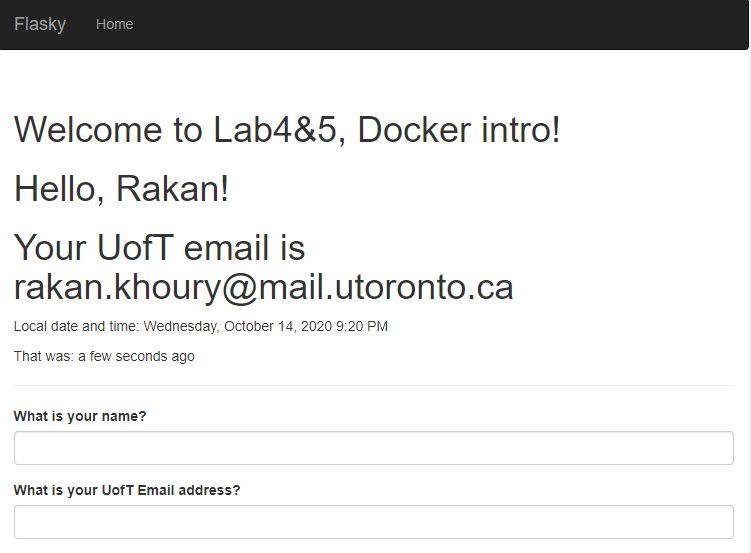 Flasky Home
Welcome to Lab4&5, Docker intro!
Hello, Rakan!
Your UofT email is
rakan.khoury@mail.utoronto.ca
Local date and time: Wednesday, October 14, 2020 9:20 PM
That was: a few seconds ago
What is your name?
What is your UofT Email address?